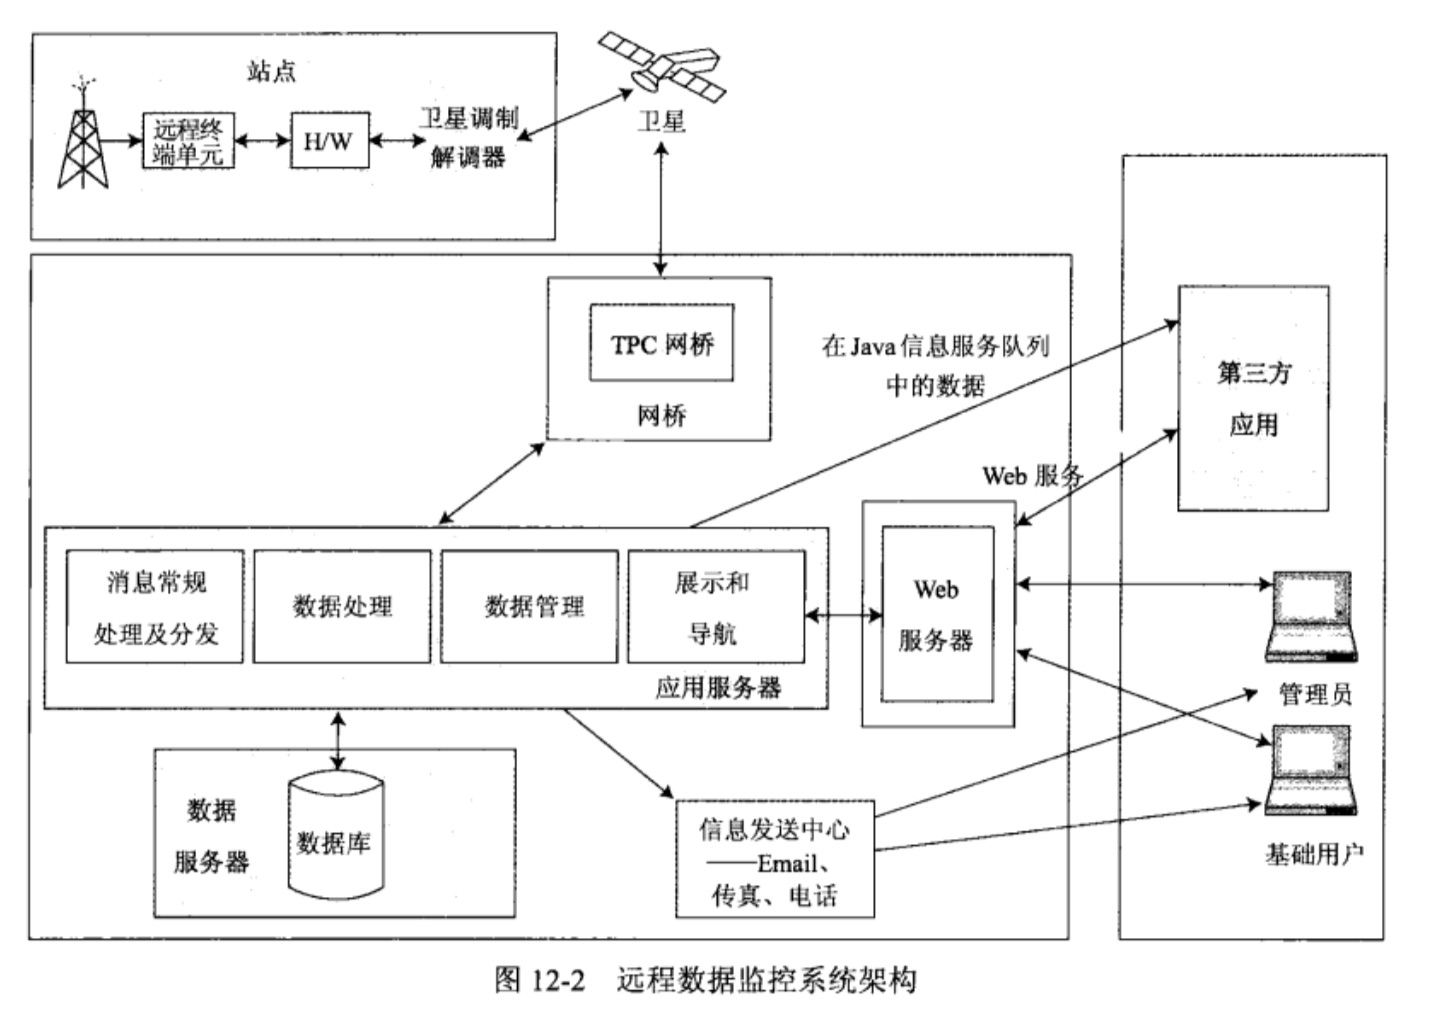 站点
远程终
端单元
H/W
卫星调制
解调器
卫星
TPC 网桥
网桥
在Java信息服务队列
中的数据
第三方
应用
Web 服务
消息常规
处理及分发
数据处理
数据管理
展示和
导航
应用服务器
Web
服务器
管理员
基础用户
数据
服务器
数据库
信息发送中心
——Email、
传真、电话
图 12-2 远程数据监控系统架构